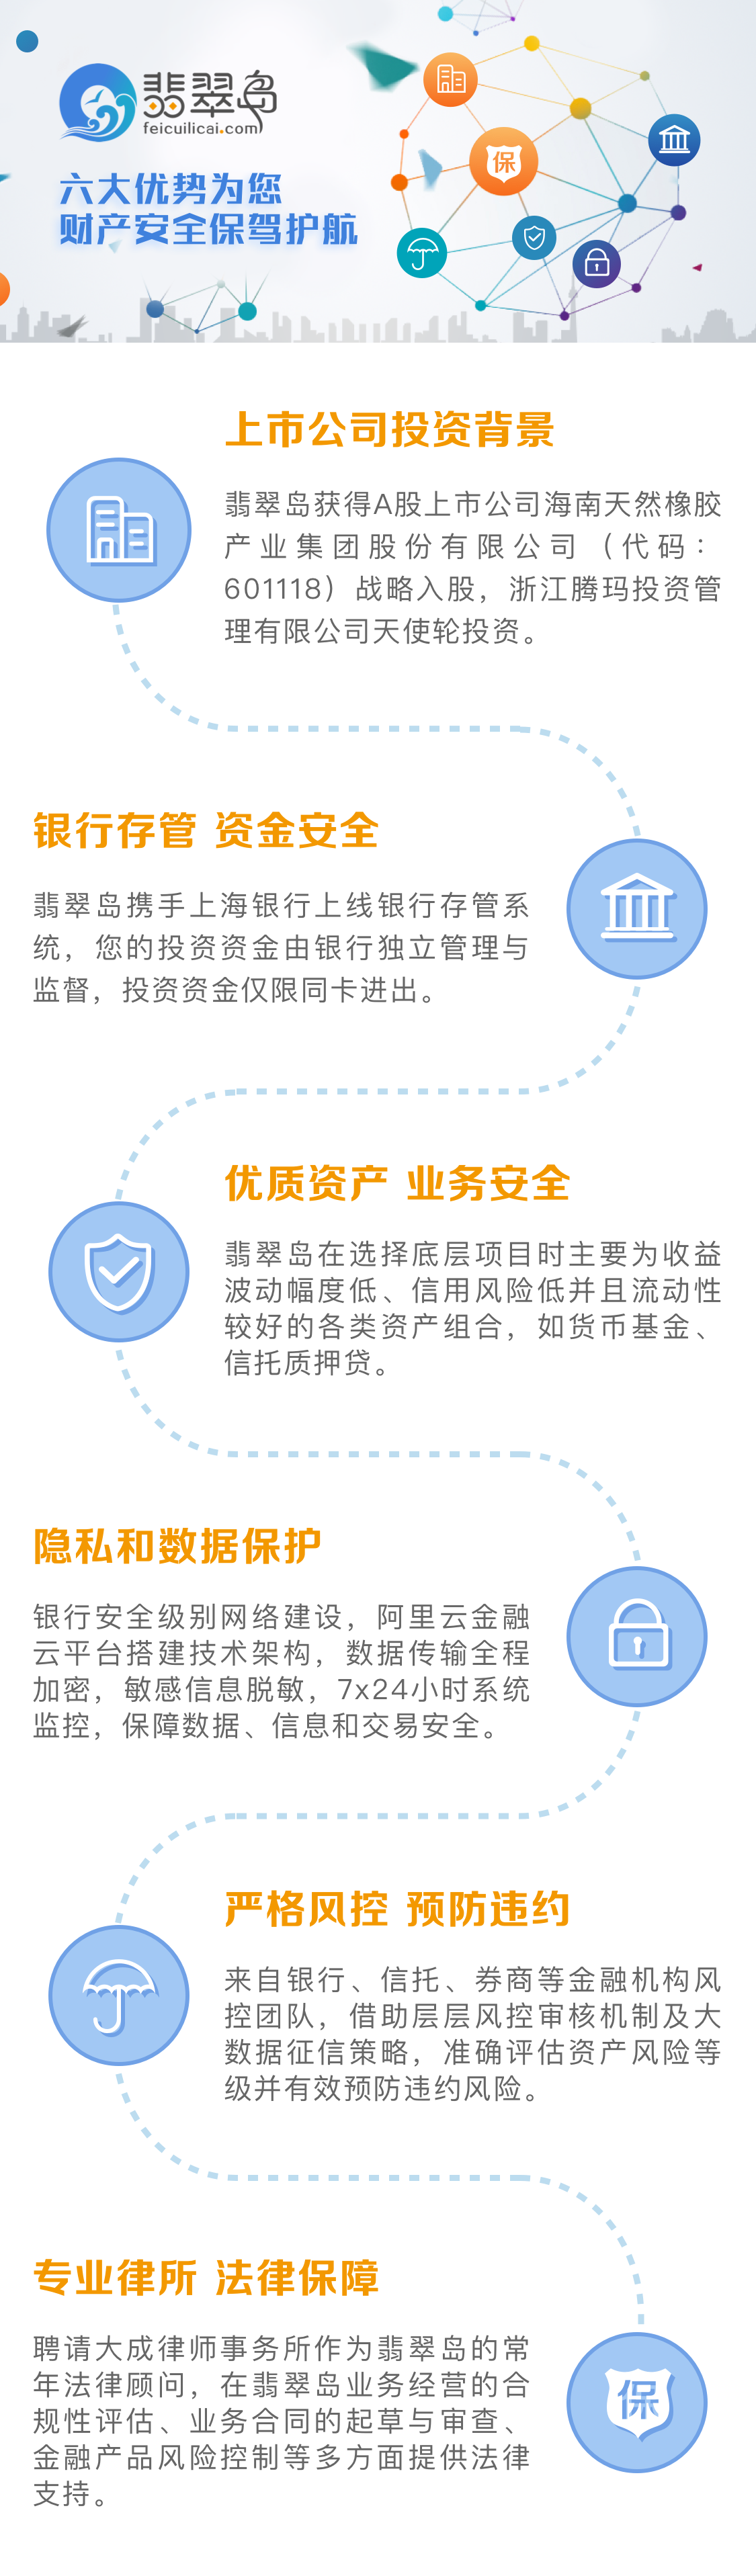 翡翠岛
feicuilicai.com
六大优势为您
财产安全保驾护航
保
上市公司投资背景
翡翠岛获得A股上市公司海南天然橡胶
产业集团股份有限公司（代码：
601118）战略入股，浙江腾玛投资管
理有限公司天使轮投资。
银行存管 资金安全
翡翠岛携手上海银行上线银行存管系
统，您的投资资金由银行独立管理与
监督，投资资金仅限同卡进出。
优质资产 业务安全
翡翠岛在选择底层项目时主要为收益
波动幅度低、信用风险低并且流动性
较好的各类资产组合，如货币基金、
信托质押贷。
隐私和数据保护
银行安全级别网络建设，阿里云金融
云平台搭建技术架构，数据传输全程
加密，敏感信息脱敏，7x24小时系统
监控，保障数据、信息和交易安全。
严格风控 预防违约
来自银行、信托、券商等金融机构风
控团队，借助层层风控审核机制及大
数据征信策略，准确评估资产风险等
级并有效预防违约风险。
专业律所 法律保障
聘请大成律师事务所作为翡翠岛的常
年法律顾问，在翡翠岛业务经营的合
规性评估、业务合同的起草与审查、
金融产品风险控制等多方面提供法律
支持。
保